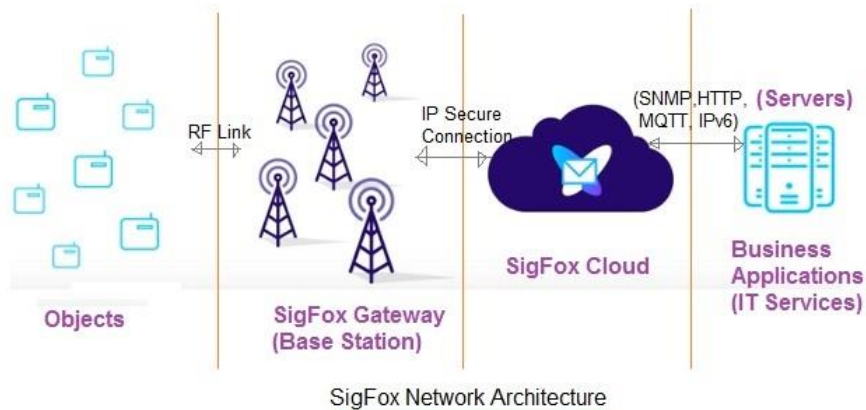 RF Link
IP Secure
Connection
(SNMP,HTTP,
MQTT, IPv6)
(Servers)
Objects
SigFox Gateway
(Base Station)
SigFox Cloud
Business
Applications
(IT Services)
SigFox Network Architecture